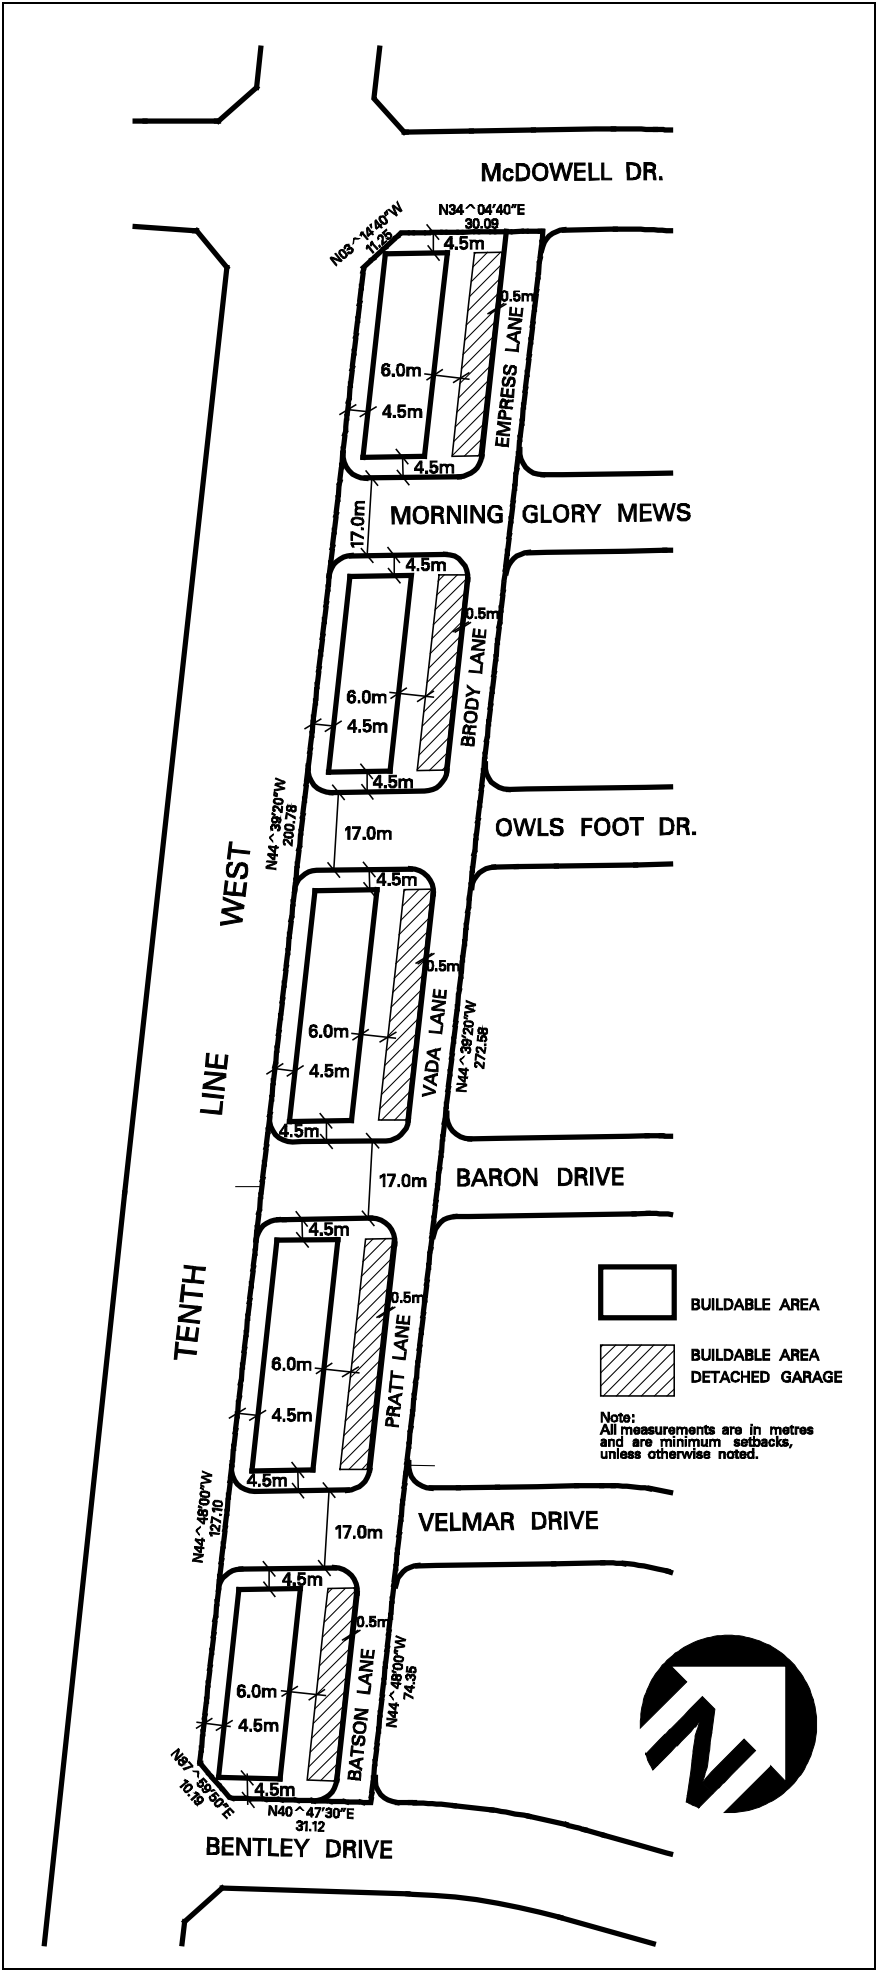 McDOWELL DR.
N34^04'40"E
30.09
N03^14'40"W
11.25
4.5m
0.5m
EMPRESS LANE
6.0m
4.5m
4.5m
17.0m
MORNING GLORY MEWS
4.5m
0.5m
BRODY LANE
6.0m
4.5m
4.5m
N44^39'20"W
200.78
17.0m
OWLS FOOT DR.
WEST
4.5m
0.5m
VADA LANE
N44^39'20"W
272.58
6.0m
LINE
4.5m
4.5m
17.0m
BARON DRIVE
4.5m
TENTH
0.5m
PRATT LANE
6.0m
4.5m
4.5m
BUILDABLE AREA
BUILDABLE AREA
DETACHED GARAGE
Note:
All measurements are in metres
and are minimum setbacks,
unless otherwise noted.
N44^48'00"W
127.10
17.0m
VELMAR DRIVE
4.5m
0.5m
BATSON LANE
N44^48'00"W
74.35
6.0m
4.5m
N87^59'50"E
10.19
4.5m
N40^47'30"E
31.12
BENTLEY DRIVE
N